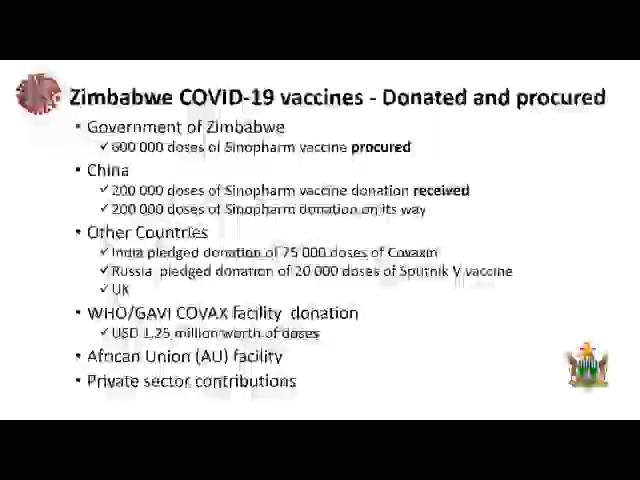 Zimbabwe COVID-19 vaccines - Donated and procured
• Government of Zimbabwe
✓600 000 doses of Sinopharm vaccine procured
• China
✓200 000 doses of Sinopharm vaccine donation received
✓200 000 doses of Sinopharm donation on its way
• Other Countries
✓India pledged donation of 75 000 doses of Covaxin
✓Russia pledged donation of 20 000 doses of Sputnik V vaccine
✓UK
• WHO/GAVI COVAX facility donation
✓USD 1,25 million worth of doses
• African Union (AU) facility
• Private sector contributions